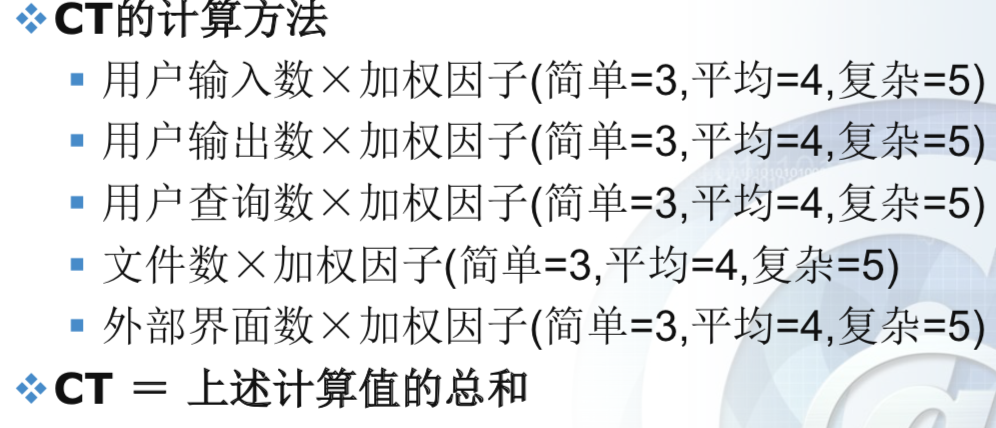 ❖CT的计算方法
▪ 用户输入数×加权因子(简单=3,平均=4,复杂=5)
▪ 用户输出数×加权因子(简单=3,平均=4,复杂=5)
▪ 用户查询数×加权因子(简单=3,平均=4,复杂=5)
▪ 文件数×加权因子(简单=3,平均=4,复杂=5)
▪ 外部界面数×加权因子(简单=3,平均=4,复杂=5)
❖CT ＝ 上述计算值的总和